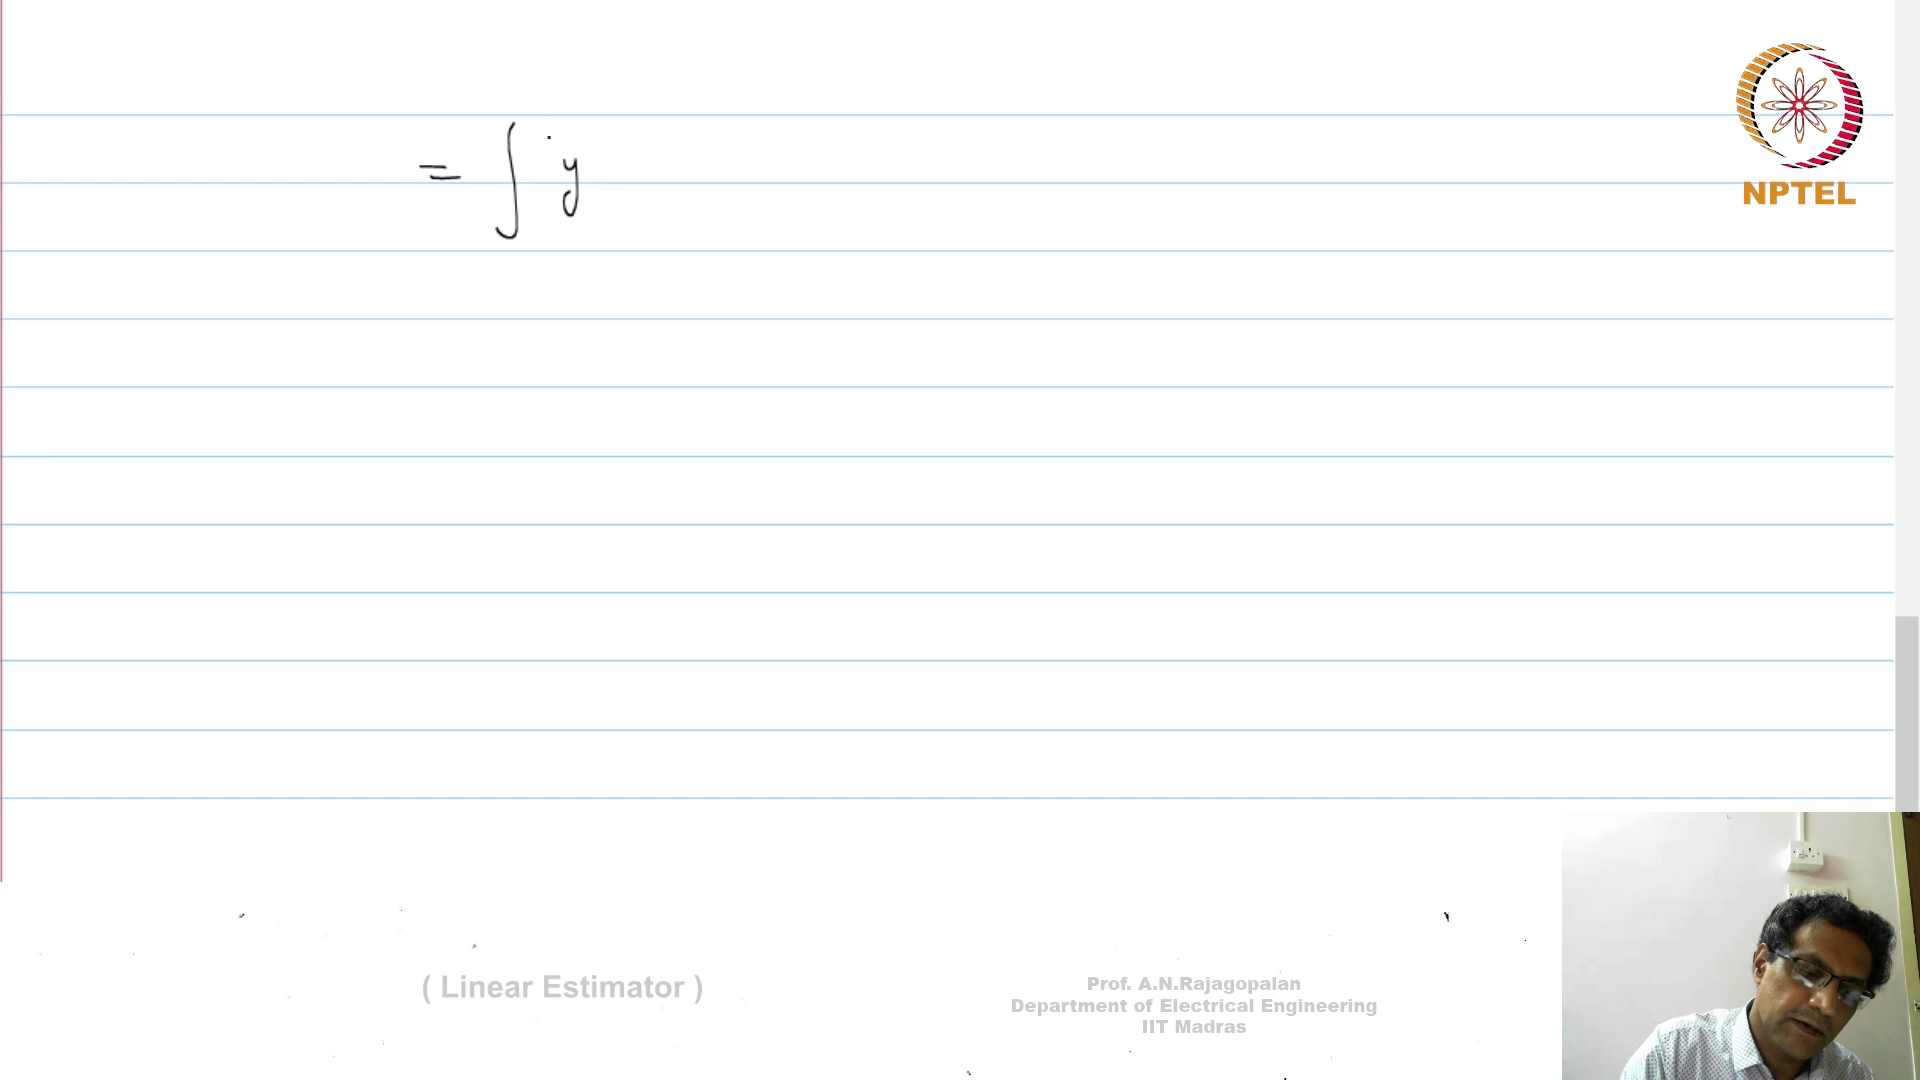 = ∫ y
NPTEL
( Linear Estimator )
Prof. A.N.Rajagopalan
Department of Electrical Engineering
IIT Madras